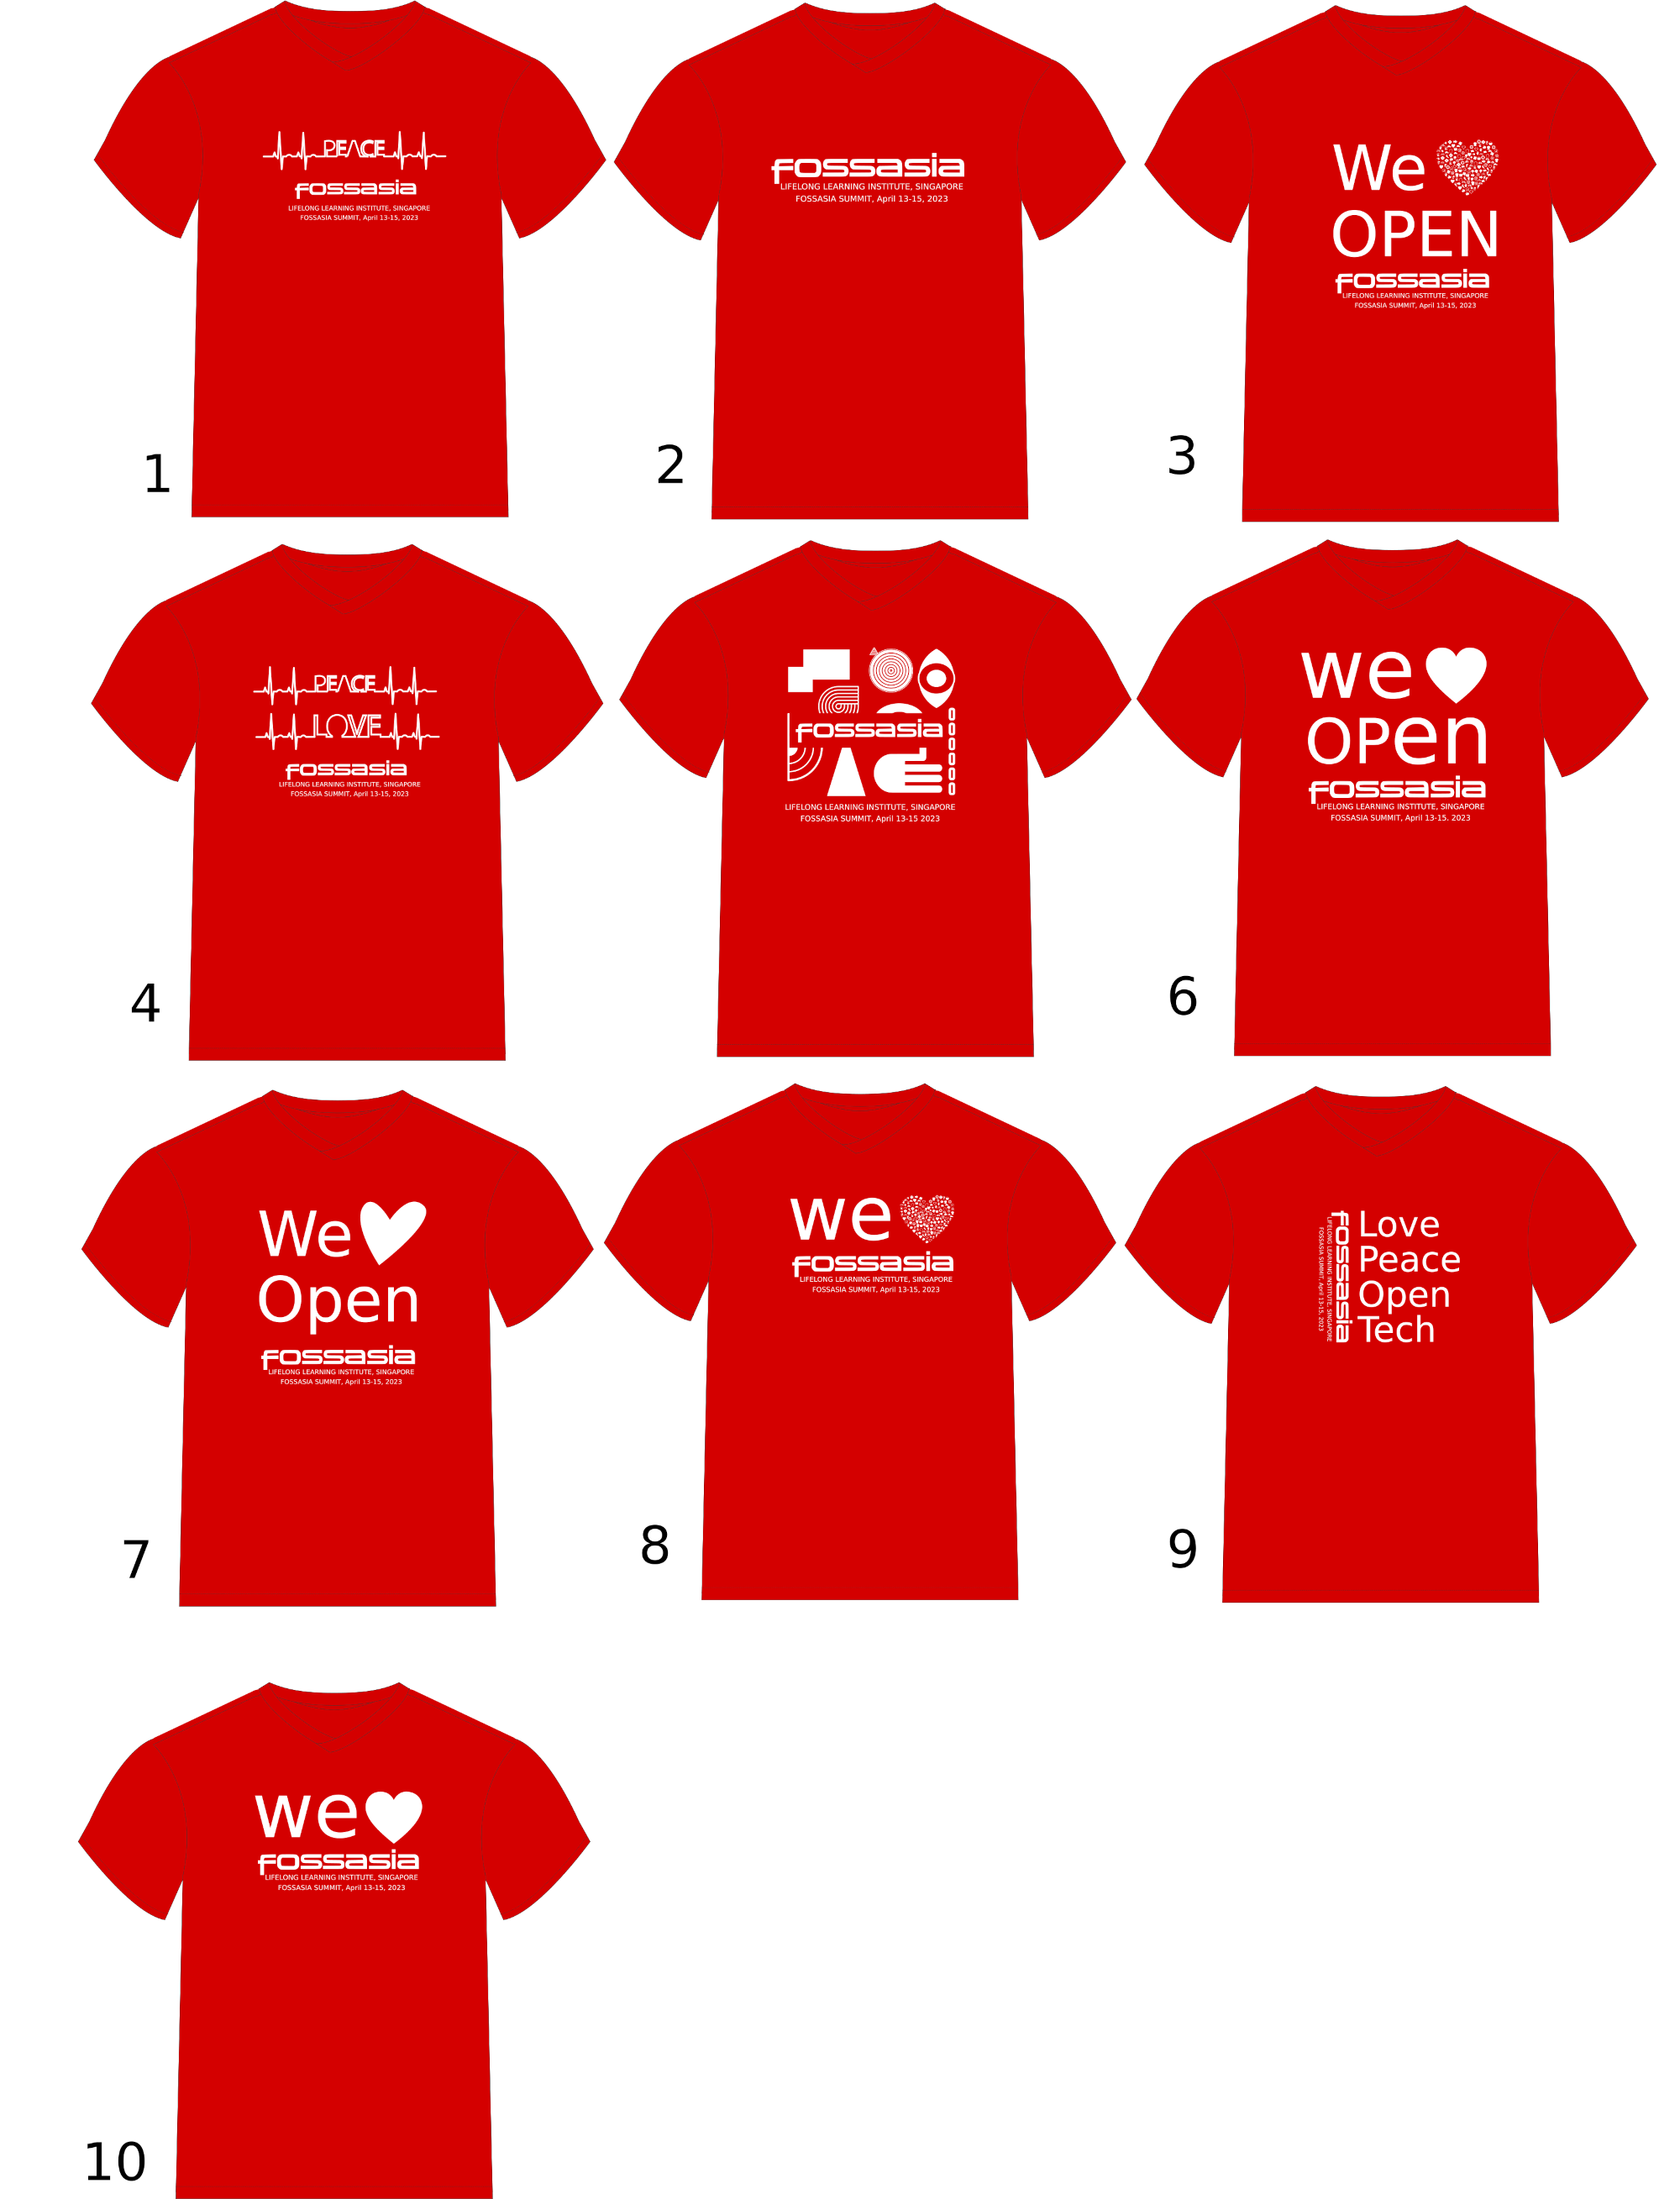 PEACE
fossasia
LIFELONG LEARNING INSTITUTE, SINGAPORE
FOSSASIA SUMMIT, April 13-15, 2023
1
fossasia
LIFELONG LEARNING INSTITUTE, SINGAPORE
FOSSASIA SUMMIT, April 13-15, 2023
2
We
OPEN
fossasia
LIFELONG LEARNING INSTITUTE, SINGAPORE
FOSSASIA SUMMIT, April 13-15, 2023
3
PEACE
LOVE
fossasia
LIFELONG LEARNING INSTITUTE, SINGAPORE
FOSSASIA SUMMIT, April 13-15, 2023
4
fossasia
LIFELONG LEARNING INSTITUTE, SINGAPORE
FOSSASIA SUMMIT, April 13-15 2023
we
OPen
fossasia
LIFELONG LEARNING INSTITUTE, SINGAPORE
FOSSASIA SUMMIT, April 13-15. 2023
6
We
Open
fossasia
LIFELONG LEARNING INSTITUTE, SINGAPORE
FOSSASIA SUMMIT, April 13-15, 2023
7
we
fossasia
LIFELONG LEARNING INSTITUTE, SINGAPORE
FOSSASIA SUMMIT, April 13-15, 2023
8
Love
Peace
Open
Tech
fossasia
LIFELONG LEARNING INSTITUTE, SINGAPORE
FOSSASIA SUMMIT, April 13-15, 2023
9
we
fossasia
LIFELONG LEARNING INSTITUTE, SINGAPORE
FOSSASIA SUMMIT, April 13-15, 2023
10